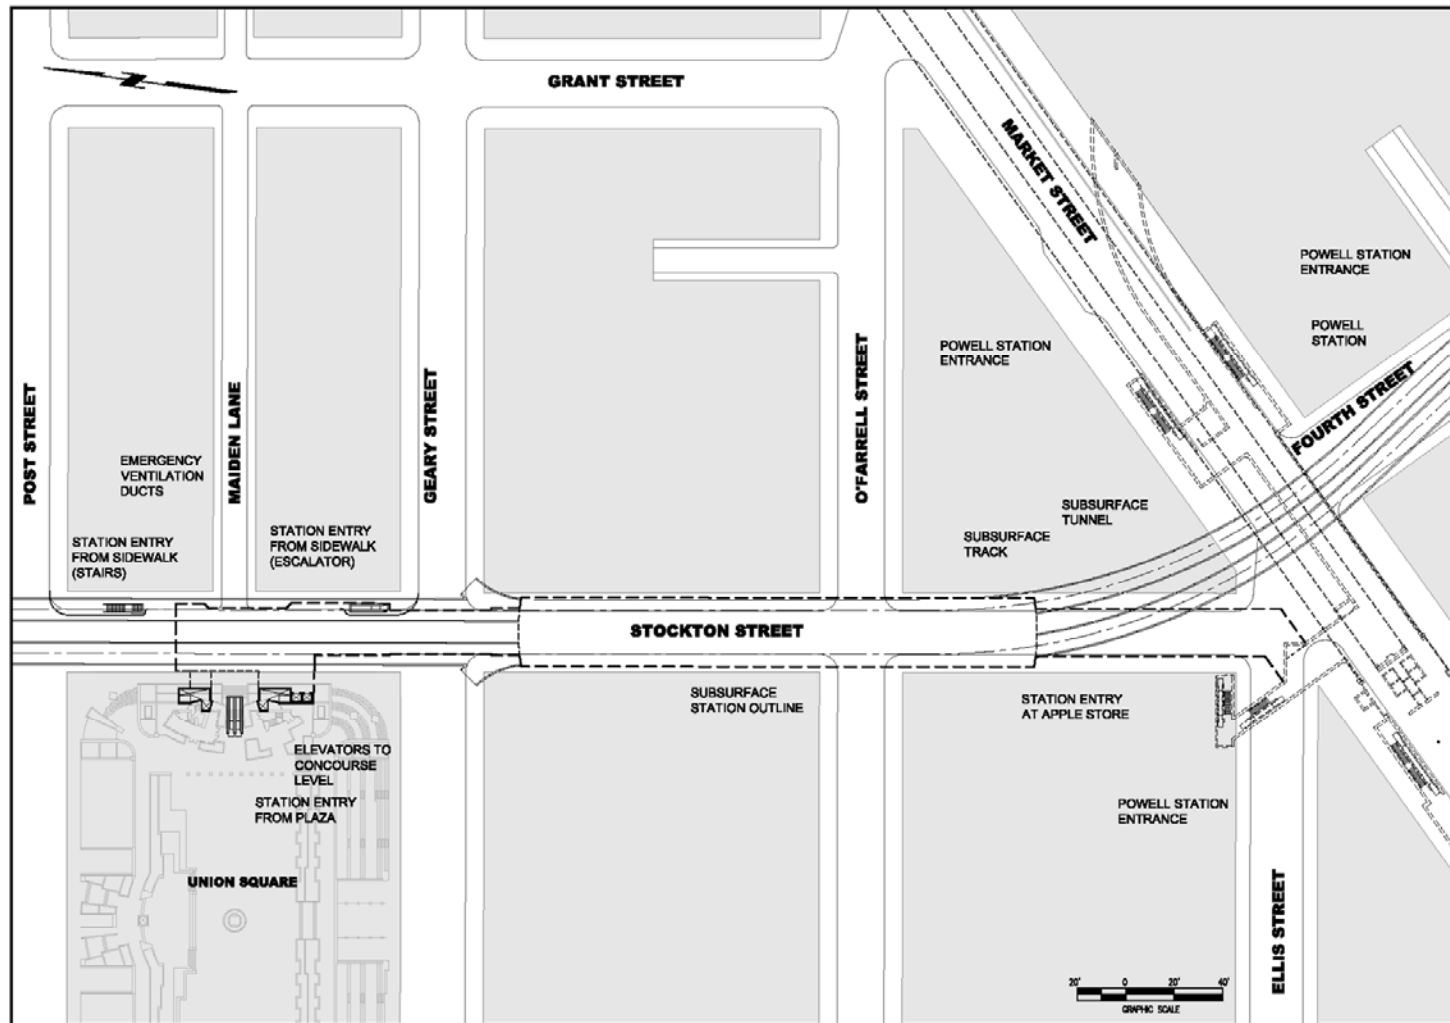 GRANT STREET
MARKET STREET
POWELL STATION
ENTRANCE
POWELL
STATION
POWELL STATION
ENTRANCE
FOURTH STREET
POST STREET
MAIDEN LANE
GEARY STREET
O'FARRELL STREET
EMERGENCY
VENTILATION
DUCTS
STATION ENTRY
FROM SIDEWALK
(STAIRS)
STATION ENTRY
FROM SIDEWALK
(ESCALATOR)
SUBSURFACE
TUNNEL
SUBSURFACE
TRACK
STOCKTON STREET
SUBSURFACE
STATION OUTLINE
STATION ENTRY
AT APPLE STORE
ELEVATORS TO
CONCOURSE
LEVEL
STATION ENTRY
FROM PLAZA
POWELL STATION
ENTRANCE
UNION SQUARE
ELLIS STREET
20' 0 20' 40'
GRAPHIC SCALE